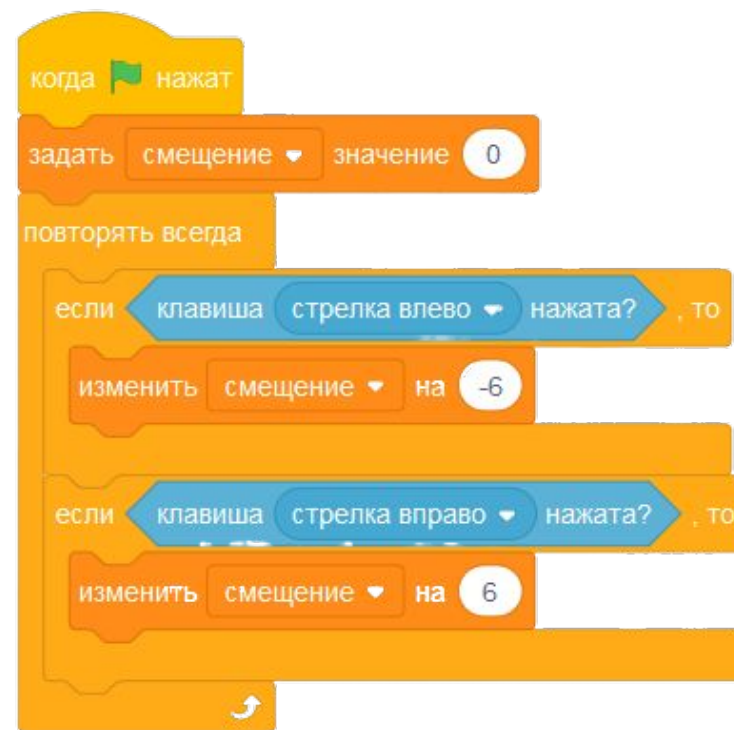 когда нажат
задать смещение значение 0
повторять всегда
если клавиша стрелка влево нажата? , то
изменить смещение на -6
если клавиша стрелка вправо нажата? , то
изменить смещение на 6